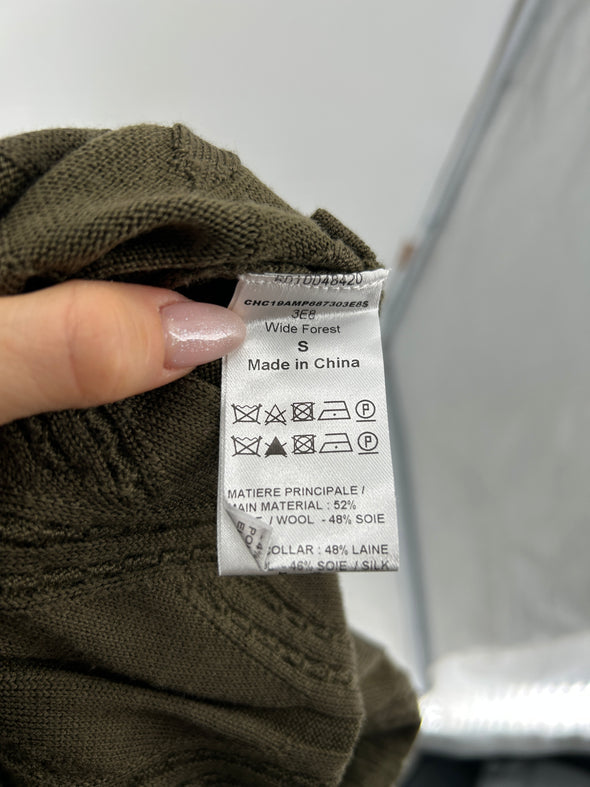 CHC19AMP687303E8S
3E8
Wide Forest
S
Made in China
P
P
MATIERE PRINCIPALE /
MAIN MATERIAL : 52%
/ WOOL - 48% SOIE
COLLAR : 48% LAINE
- 46% SOIE / SILK